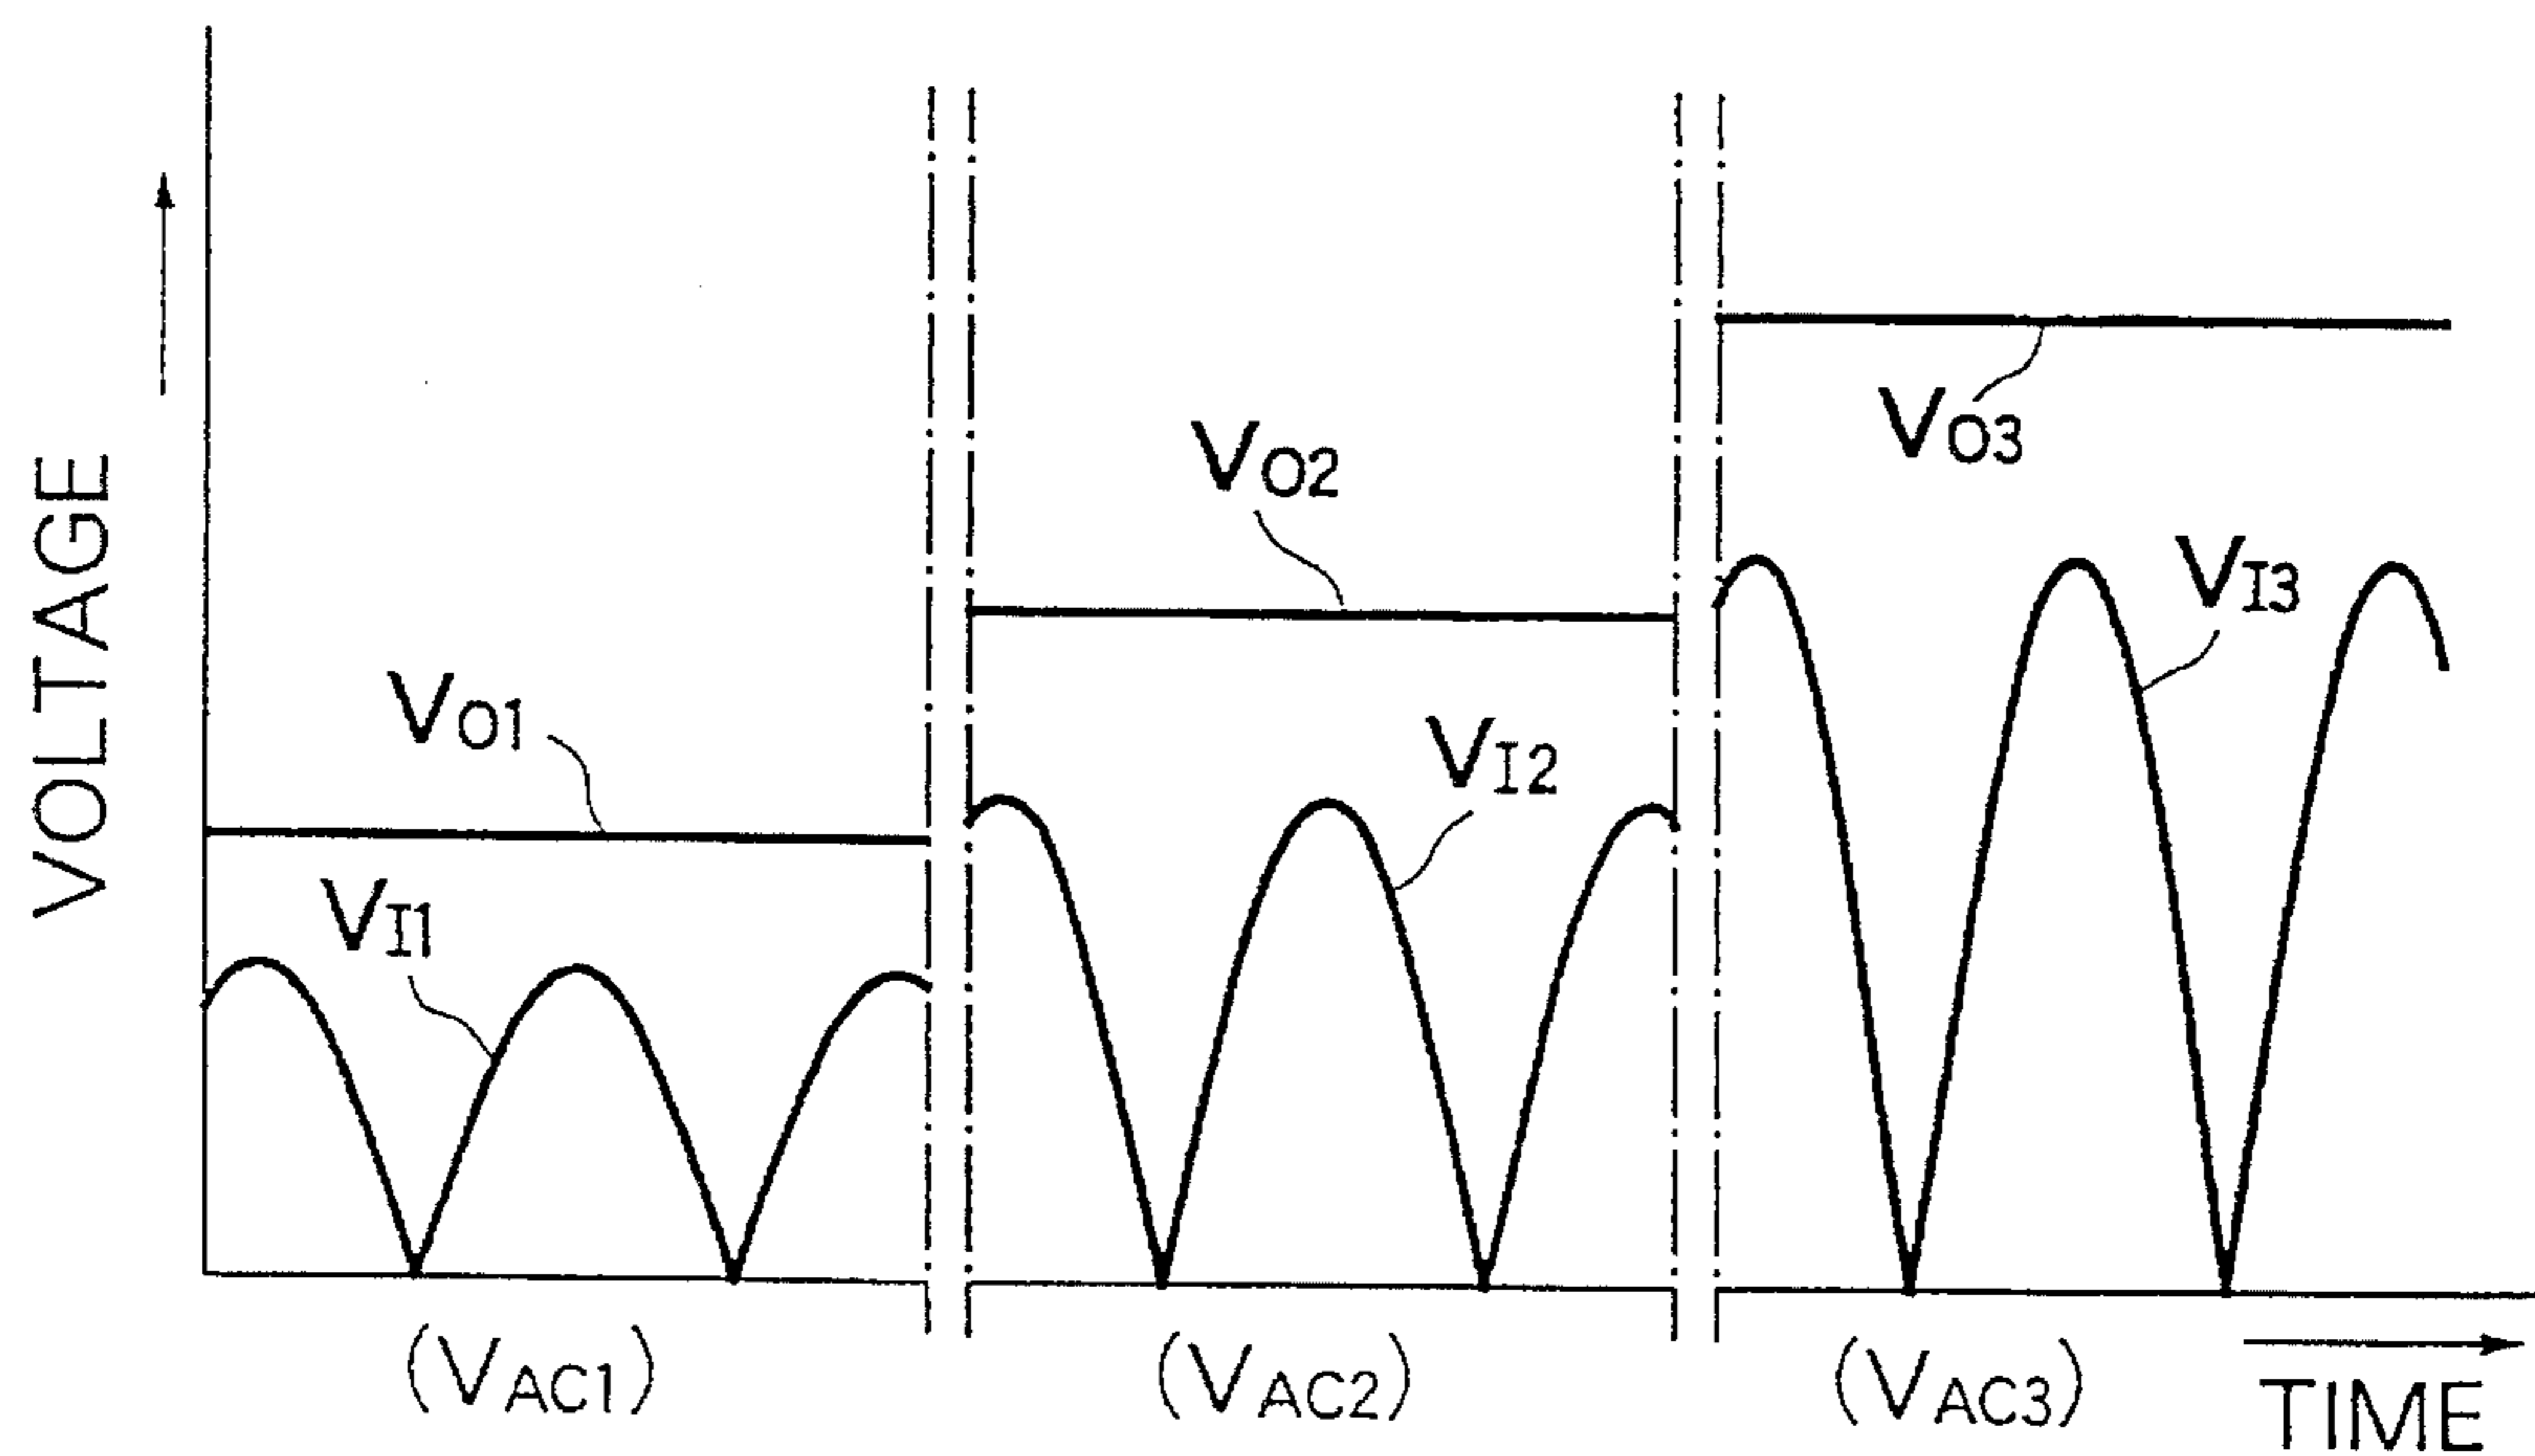 VOLTAGE
VO1
VI1
VO2
VI2
VO3
VI3
(VAC1)
(VAC2)
(VAC3)
TIME